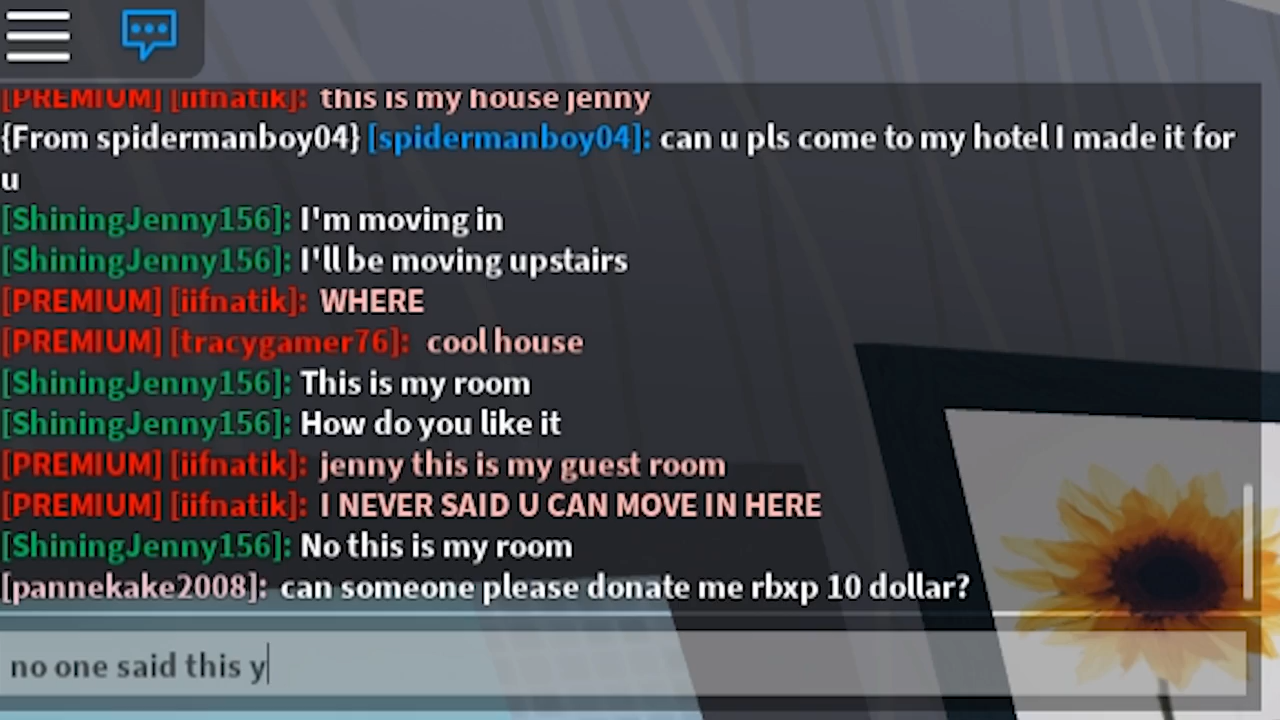 [PREMIUM] [iifnatik]: this is my house jenny
{From spidermanboy04} [spidermanboy04]: can u pls come to my hotel I made it for
u
[ShiningJenny156]: I'm moving in
[ShiningJenny156]: I'll be moving upstairs
[PREMIUM] [iifnatik]: WHERE
[PREMIUM] [tracygamer76]: cool house
[ShiningJenny156]: This is my room
[ShiningJenny156]: How do you like it
[PREMIUM] [iifnatik]: jenny this is my guest room
[PREMIUM] [iifnatik]: I NEVER SAID U CAN MOVE IN HERE
[ShiningJenny156]: No this is my room
[pannekake2008]: can someone please donate me rbxp 10 dollar?
no one said this y